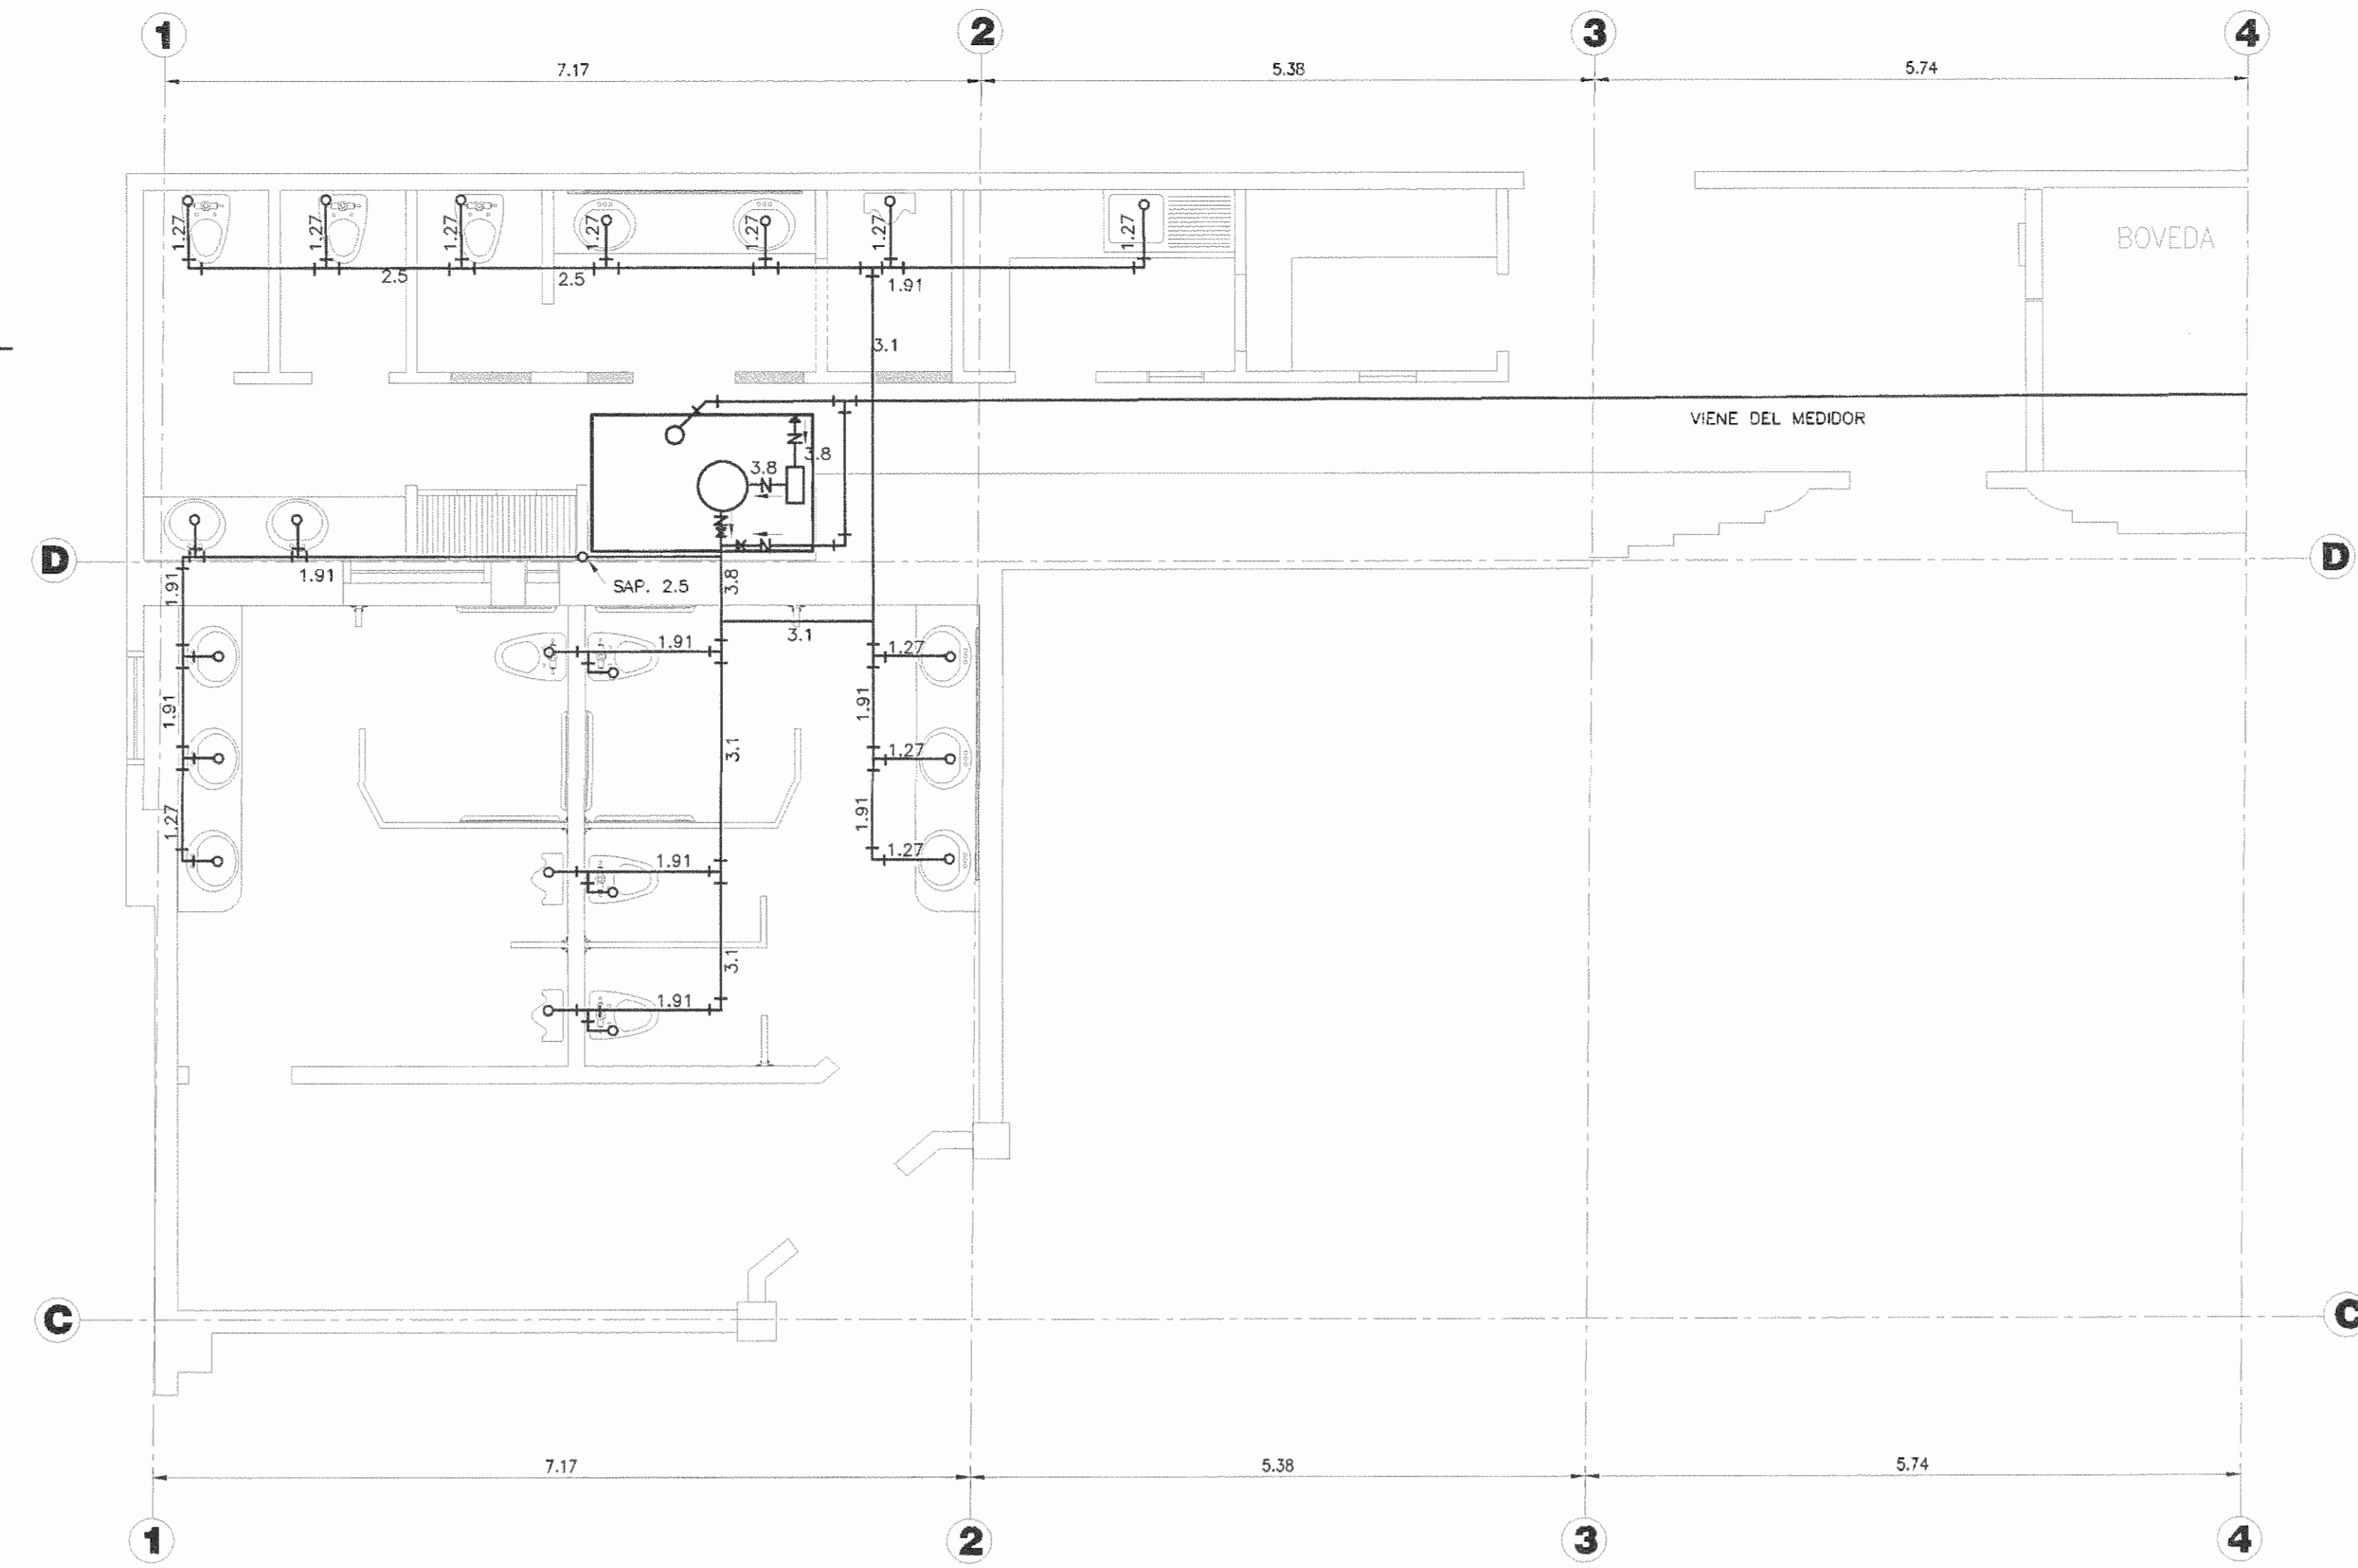 1 2 3 4
7.17 5.38 5.74
1.27 1.27 1.27 1.27 1.27 1.27 1.27
BOVEDA
2.5 2.5 1.91
3.1
VIENE DEL MEDIDOR
3.8 3.8
D D
1.91 1.91 SAP. 2.5 3.8
3.1
1.91 1.27
1.91 3.1 1.91 1.27
1.27 1.91 1.91 1.27
3.1
1.91
C C
7.17 5.38 5.74
1 2 3 4